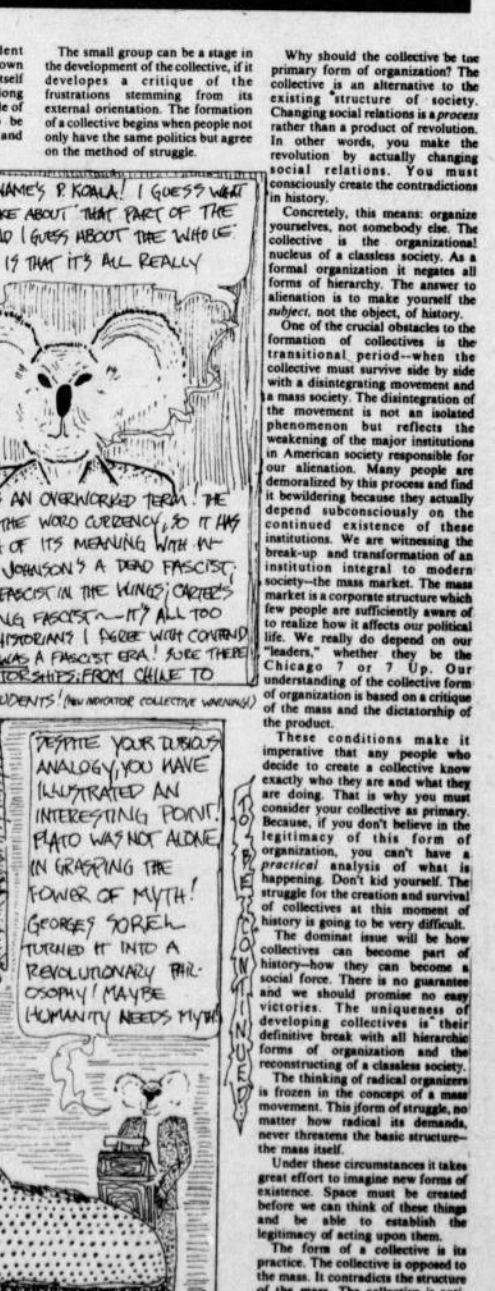 lent
own
itself
long
le of
be
and
The small group can be a stage in
the development of the collective, if it
developes a critique of the
frustrations stemming from its
external orientation. The formation
of a collective begins when people not
only have the same politics but agree
on the method of struggle.
NAME'S P. KOALA! I GUESS WHAT
KE ABOUT THAT PART OF THE
D I GUESS ABOUT THE WHOLE
IS THAT IT'S ALL REALLY
AN OVERWORKED TERM! THE
THE WORD CURRENCY, SO IT HAS
OF ITS MEANING WITH IN-
JOHNSON'S A DEAD FASCIST;
FASCIST IN THE WINGS; CARTER'S
NG FASCIST~—IT'S ALL TOO
HISTORIANS I AGREE WITH CONTEND
WAS A FASCIST ERA! SURE THERE
TORSHIPS; FROM CHILE TO
UDENTS! (NEW INDICATOR COLLECTIVE WARNING!)
DESPITE YOUR DUBIOUS
ANALOGY, YOU HAVE
ILLUSTRATED AN
INTERESTING POINT!
PLATO WAS NOT ALONE
IN GRASPING THE
POWER OF MYTH!
GEORGES SOREL
TURNED IT INTO A
REVOLUTIONARY PHIL-
OSOPHY! MAYBE
HUMANITY NEEDS MYTH!
TO BE CONTINUED
Why should the collective be the
primary form of organization? The
collective is an alternative to the
existing structure of society.
Changing social relations is a process
rather than a product of revolution.
In other words, you make the
revolution by actually changing
social relations. You must
consciously create the contradictions
in history.
Concretely, this means: organize
yourselves, not somebody else. The
collective is the organizational
nucleus of a classless society. As a
formal organization it negates all
forms of hierarchy. The answer to
alienation is to make yourself the
subject, not the object, of history.
One of the crucial obstacles to the
formation of collectives is the
transitional period--when the
collective must survive side by side
with a disintegrating movement and
a mass society. The disintegration of
the movement is not an isolated
phenomenon but reflects the
weakening of the major institutions
in American society responsible for
our alienation. Many people are
demoralized by this process and find
it bewildering because they actually
depend subconsciously on the
continued existence of these
institutions. We are witnessing the
break-up and transformation of an
institution integral to modern
society--the mass market. The mass
market is a corporate structure which
few people are sufficiently aware of
to realize how it affects our political
life. We really do depend on our
"leaders," whether they be the
Chicago 7 or 7 Up. Our
understanding of the collective form
of organization is based on a critique
of the mass and the dictatorship of
the product.
These conditions make it
imperative that any people who
decide to create a collective know
exactly who they are and what they
are doing. That is why you must
consider your collective as primary.
Because, if you don't believe in the
legitimacy of this form of
organization, you can't have a
practical analysis of what is
happening. Don't kid yourself. The
struggle for the creation and survival
of collectives at this moment of
history is going to be very difficult.
The dominat issue will be how
collectives can become part of
history--how they can become a
social force. There is no guarantee
and we should promise no easy
victories. The uniqueness of
developing collectives is their
definitive break with all hierarchic
forms of organization and the
reconstructing of a classless society.
The thinking of radical organizers
is frozen in the concept of a mass
movement. This form of struggle, no
matter how radical its demands,
never threatens the basic structure--
the mass itself.
Under these circumstances it takes
great effort to imagine new forms of
existence. Space must be created
before we can think of these things
and be able to establish the
legitimacy of acting upon them.
The form of a collective is its
practice. The collective is opposed to
the mass. It contradicts the structure
of the mass. The collective is